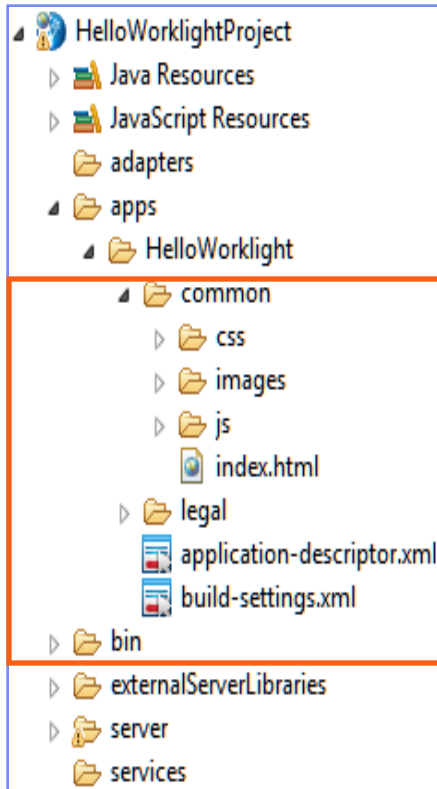 HelloWorklightProject
Java Resources
JavaScript Resources
adapters
apps
HelloWorklight
common
css
images
js
index.html
legal
application-descriptor.xml
build-settings.xml
bin
externalServerLibraries
server
services